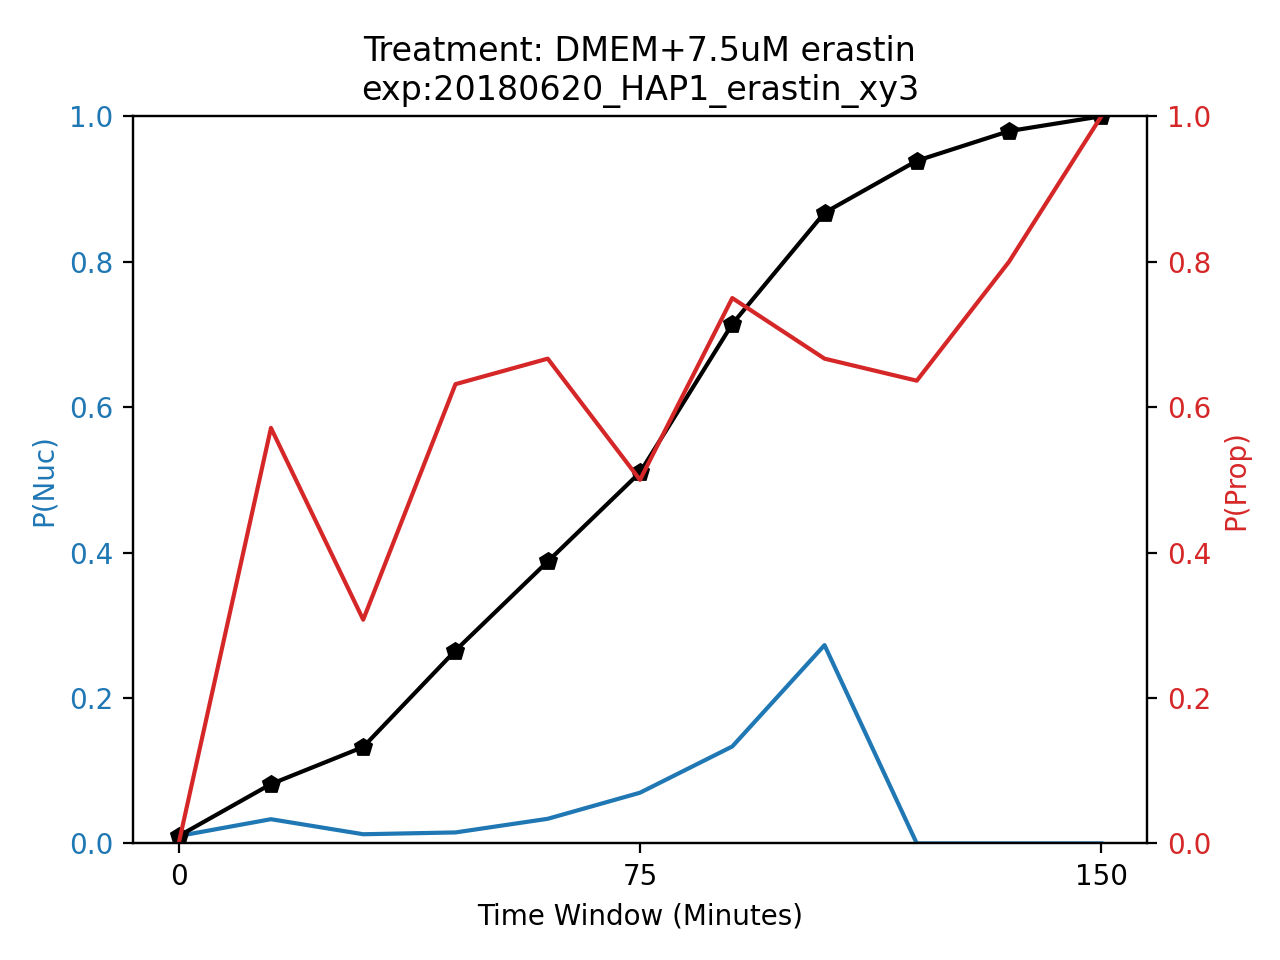 Treatment: DMEM+7.5uM erastin
exp:20180620_HAP1_erastin_xy3
1.0
0.8
0.6
0.4
0.2
0.0
P(Nuc)
1.0
0.8
0.6
0.4
0.2
0.0
P(Prop)
0 75 150
Time Window (Minutes)